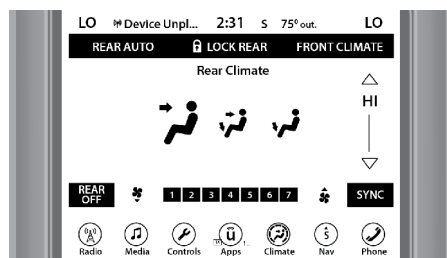 LO Device Unpl... 2:31 S 75° out. LO
REAR AUTO LOCK REAR FRONT CLIMATE
Rear Climate
HI
REAR OFF 1 2 3 4 5 6 7 SYNC
Radio Media Controls Apps Climate Nav Phone